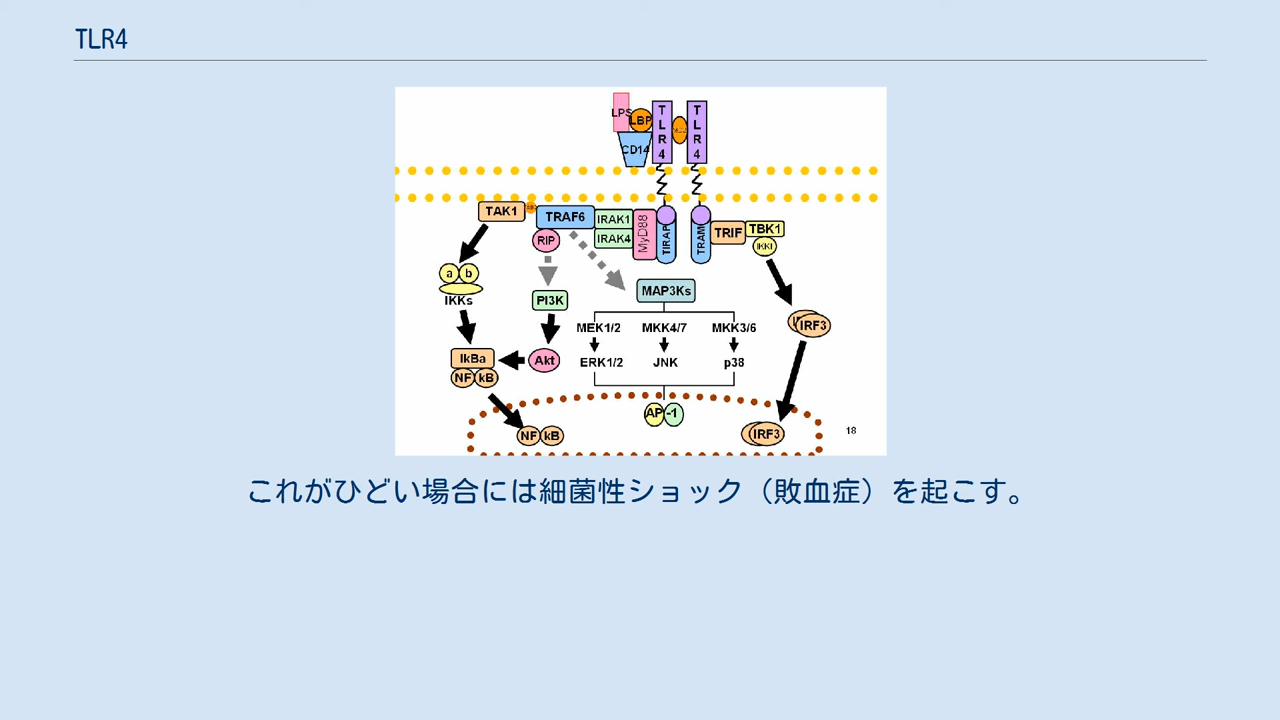 TLR4
LPS
LBP
CD14
TLR4
TLR4
TAK1
TRAF6
IRAK1
IRAK4
MyD88
TIRAP
TRAM
TRIF
TBK1
RIP
a b
IKKs
PI3K
MAP3Ks
MEK1/2 MKK4/7 MKK3/6
ERK1/2 JNK p38
IRF3
IkBa
NF kB
Akt
AP -1
NF kB
IRF3
18
これがひどい場合には細菌性ショック（敗血症）を起こす。